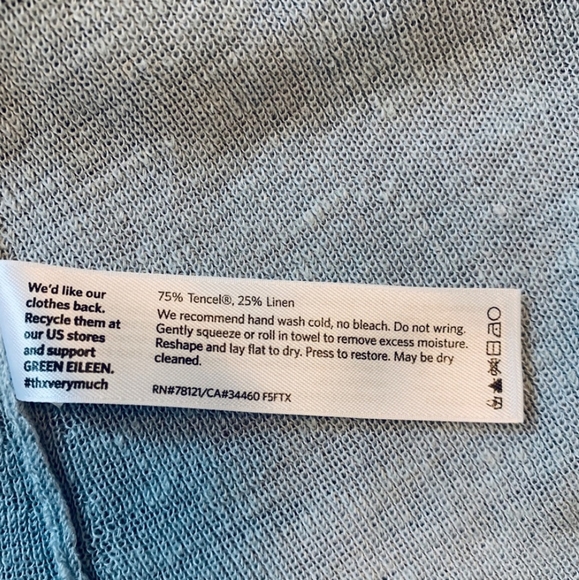 We'd like our
clothes back.
Recycle them at
our US stores
and support
GREEN EILEEN.
#thxverymuch
75% Tencel®, 25% Linen
We recommend hand wash cold, no bleach. Do not wring.
Gently squeeze or roll in towel to remove excess moisture.
Reshape and lay flat to dry. Press to restore. May be dry
cleaned.
RN#78121/CA#34460 F5FTX